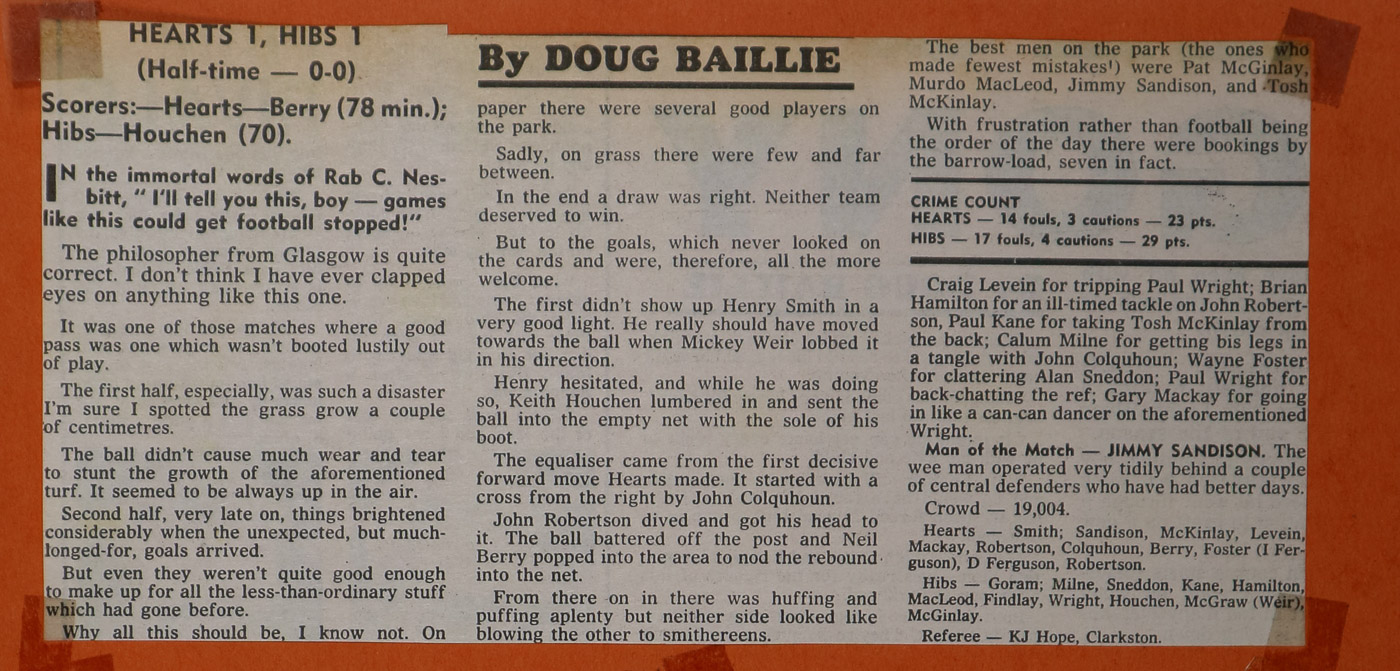 HEARTS 1, HIBS 1
(Half-time — 0-0)
Scorers:—Hearts—Berry (78 min.);
Hibs—Houchen (70).
IN the immortal words of Rab C. Nes-
bitt, “ I'll tell you this, boy — games
like this could get football stopped!“
The philosopher from Glasgow is quite
correct. I don't think I have ever clapped
eyes on anything like this one.
It was one of those matches where a good
pass was one which wasn't booted lustily out
of play.
The first half, especially, was such a disaster
I'm sure I spotted the grass grow a couple
of centimetres.
The ball didn't cause much wear and tear
to stunt the growth of the aforementioned
turf. It seemed to be always up in the air.
Second half, very late on, things brightened
considerably when the unexpected, but much-
longed-for, goals arrived.
But even they weren't quite good enough
to make up for all the less-than-ordinary stuff
which had gone before.
Why all this should be, I know not. On
By DOUG BAILLIE
paper there were several good players on
the park.
Sadly, on grass there were few and far
between.
In the end a draw was right. Neither team
deserved to win.
But to the goals, which never looked on
the cards and were, therefore, all the more
welcome.
The first didn't show up Henry Smith in a
very good light. He really should have moved
towards the ball when Mickey Weir lobbed it
in his direction.
Henry hesitated, and while he was doing
so, Keith Houchen lumbered in and sent the
ball into the empty net with the sole of his
boot.
The equaliser came from the first decisive
forward move Hearts made. It started with a
cross from the right by John Colquhoun.
John Robertson dived and got his head to
it. The ball battered off the post and Neil
Berry popped into the area to nod the rebound
into the net.
From there on in there was huffing and
puffing aplenty but neither side looked like
blowing the other to smithereens.
The best men on the park (the ones who
made fewest mistakes!) were Pat McGinlay,
Murdo MacLeod, Jimmy Sandison, and Tosh
McKinlay.
With frustration rather than football being
the order of the day there were bookings by
the barrow-load, seven in fact.
CRIME COUNT
HEARTS — 14 fouls, 3 cautions — 23 pts.
HIBS — 17 fouls, 4 cautions — 29 pts.
Craig Levein for tripping Paul Wright; Brian
Hamilton for an ill-timed tackle on John Robert-
son, Paul Kane for taking Tosh McKinlay from
the back; Calum Milne for getting bis legs in
a tangle with John Colquhoun; Wayne Foster
for clattering Alan Sneddon; Paul Wright for
back-chatting the ref; Gary Mackay for going
in like a can-can dancer on the aforementioned
Wright.
Man of the Match — JIMMY SANDISON. The
wee man operated very tidily behind a couple
of central defenders who have had better days.
Crowd — 19,004.
Hearts — Smith; Sandison, McKinlay, Levein,
Mackay, Robertson, Colquhoun, Berry, Foster (I Fer-
guson), D Ferguson, Robertson.
Hibs — Goram; Milne, Sneddon, Kane, Hamilton,
MacLeod, Findlay, Wright, Houchen, McGraw (Weir),
McGinlay.
Referee — KJ Hope, Clarkston.